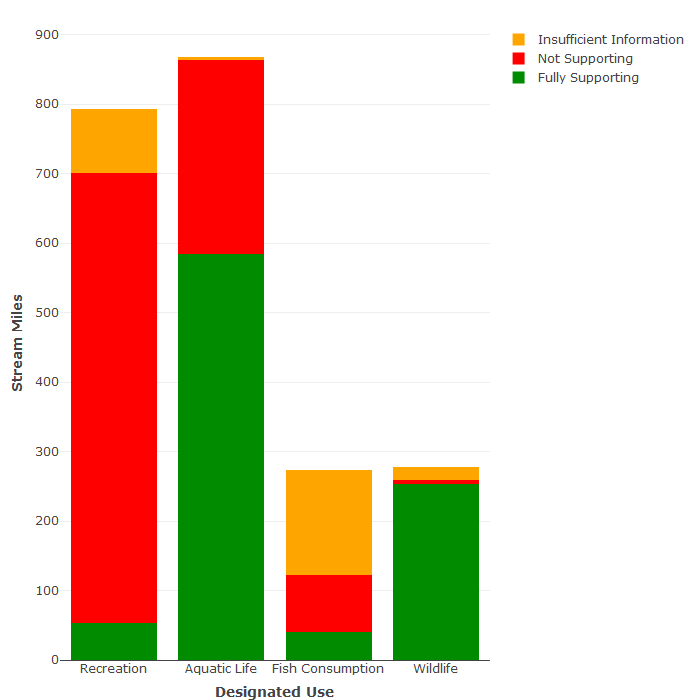 900
800
700
600
500
400
300
200
100
0
Stream Miles
Recreation
Aquatic Life
Fish Consumption
Wildlife
Designated Use
Insufficient Information
Not Supporting
Fully Supporting